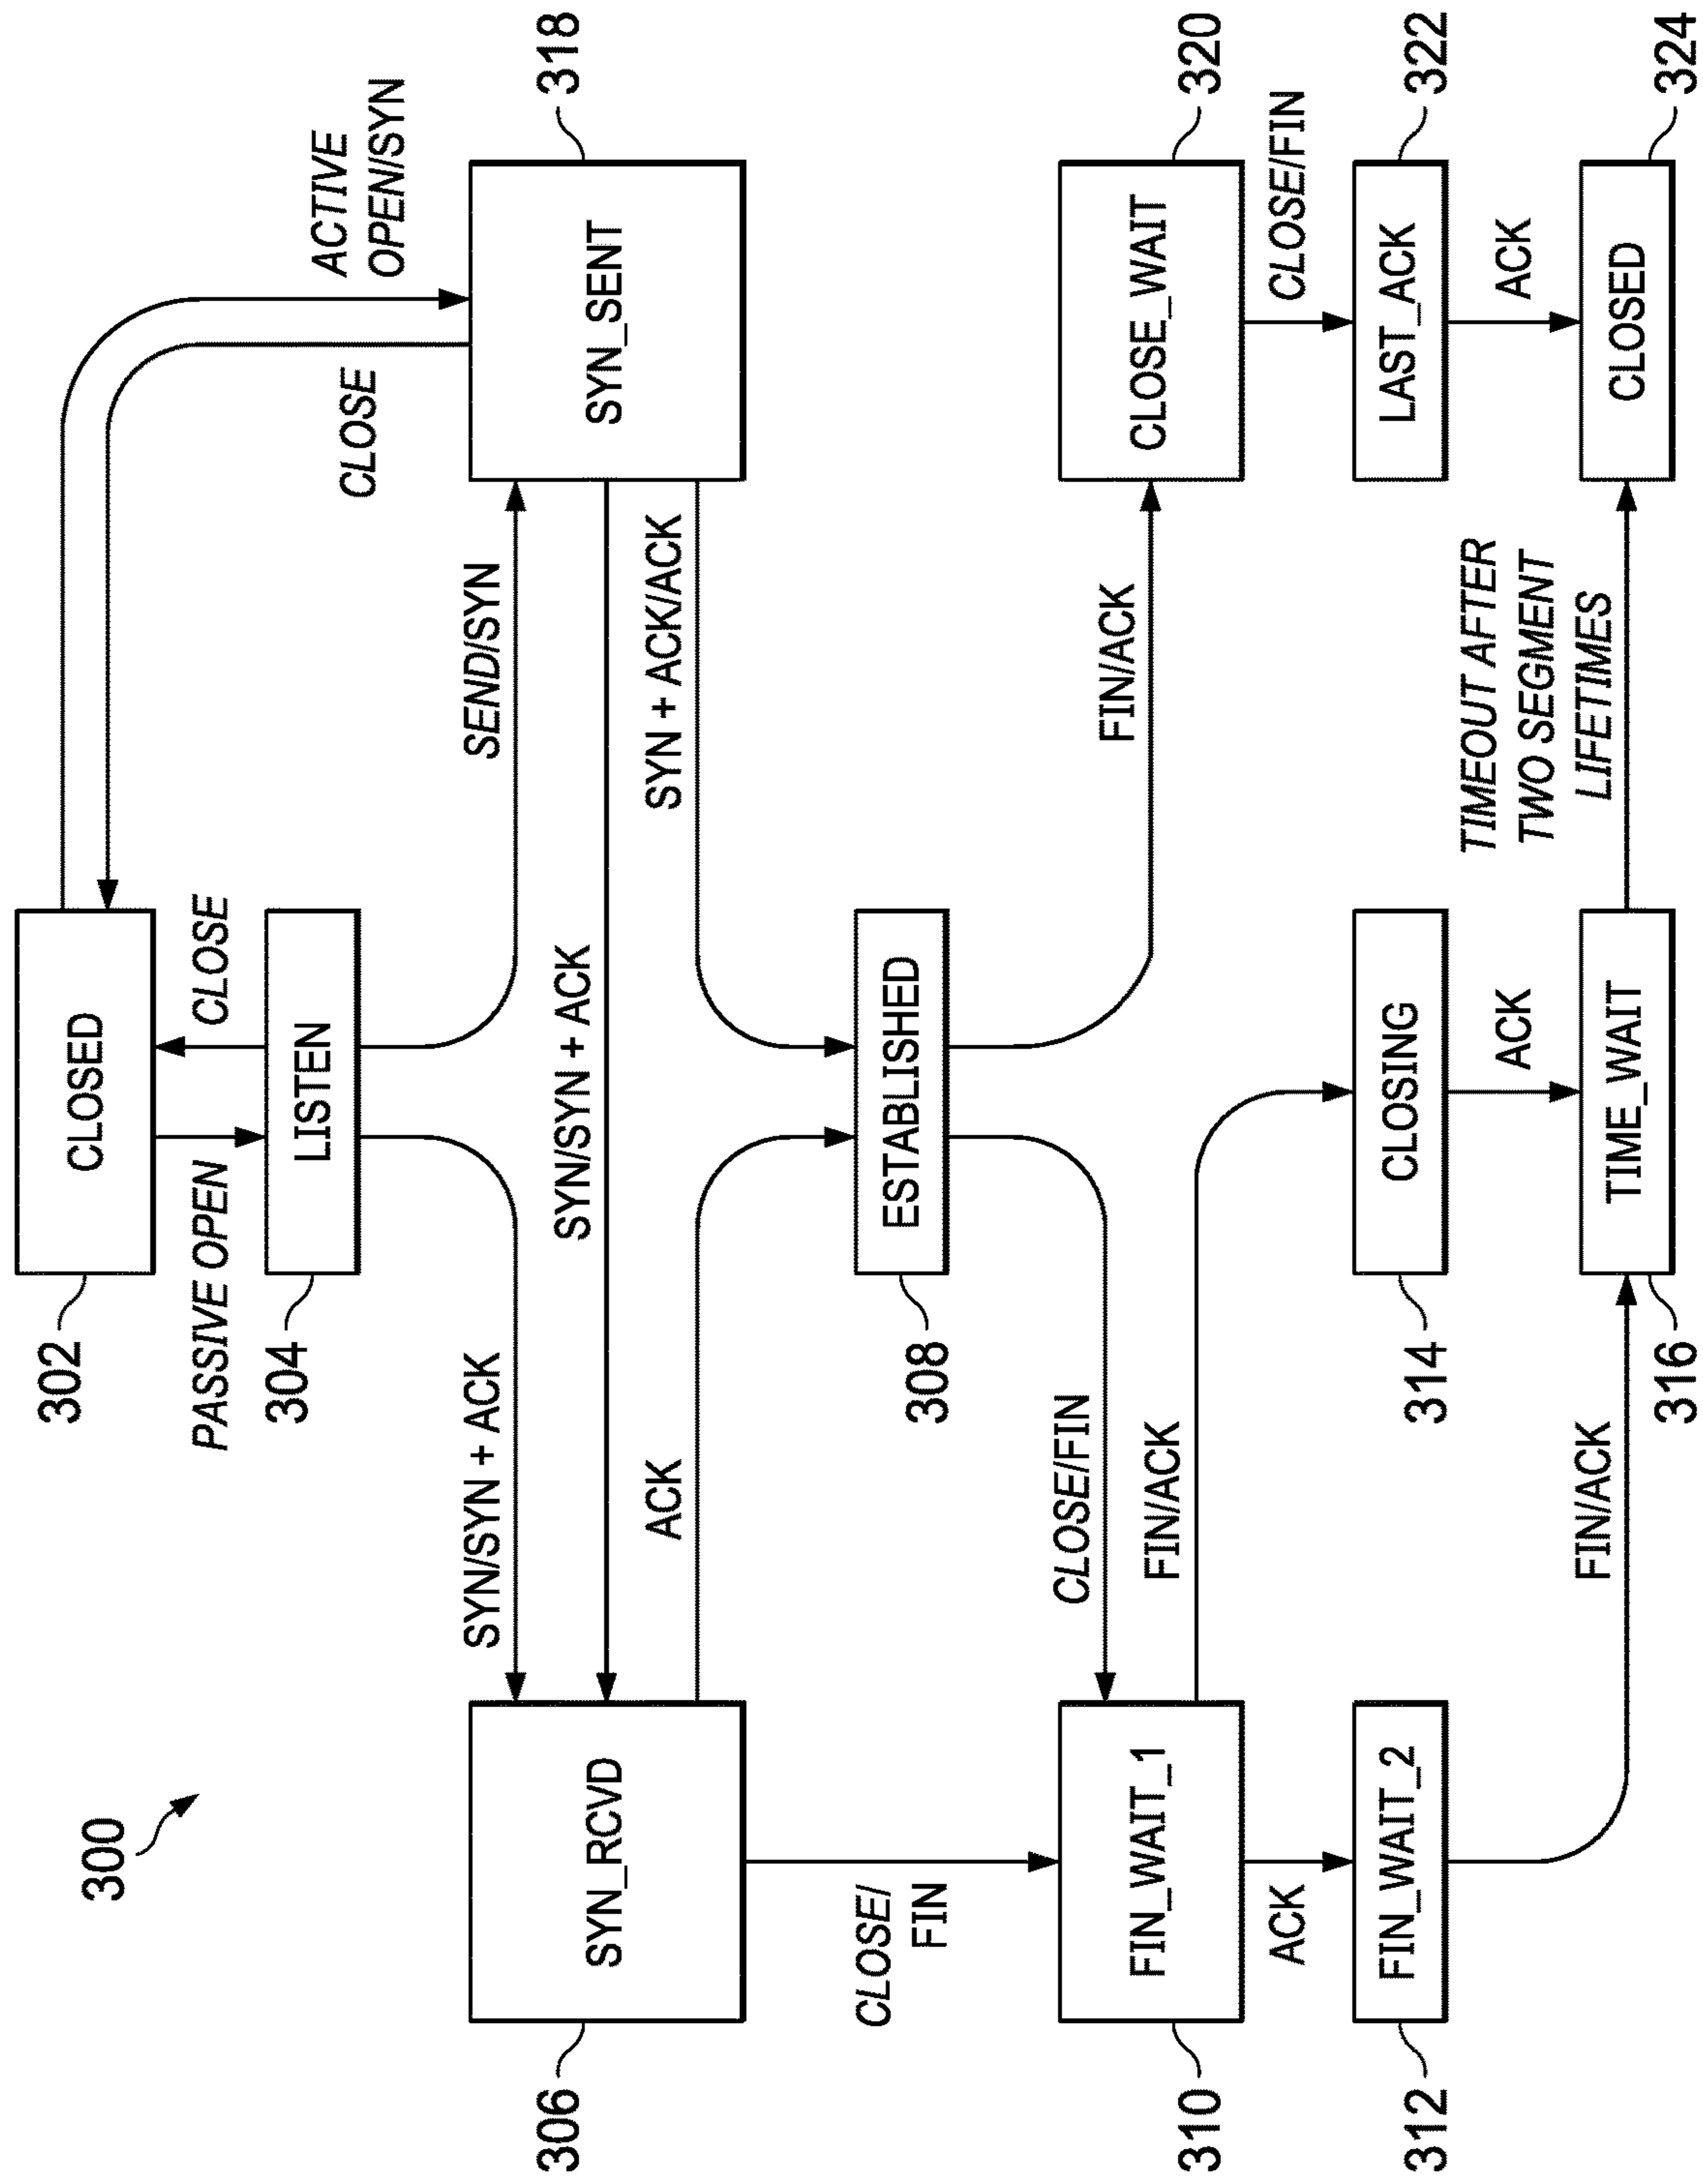 300
302
CLOSED
ACTIVE
OPEN/SYN
CLOSE
PASSIVE OPEN
CLOSE
304
LISTEN
SYN/SYN + ACK
SEND/SYN
306
SYN_RCVD
SYN/SYN + ACK
SYN_SENT
318
ACK
SYN + ACK/ACK
CLOSE/
FIN
308
ESTABLISHED
CLOSE/FIN
FIN/ACK
310
FIN_WAIT_1
FIN/ACK
CLOSE_WAIT
320
ACK
CLOSE/FIN
312
FIN_WAIT_2
314
CLOSING
LAST_ACK
322
ACK
TIMEOUT AFTER
TWO SEGMENT
LIFETIMES
ACK
FIN/ACK
316
TIME_WAIT
CLOSED
324